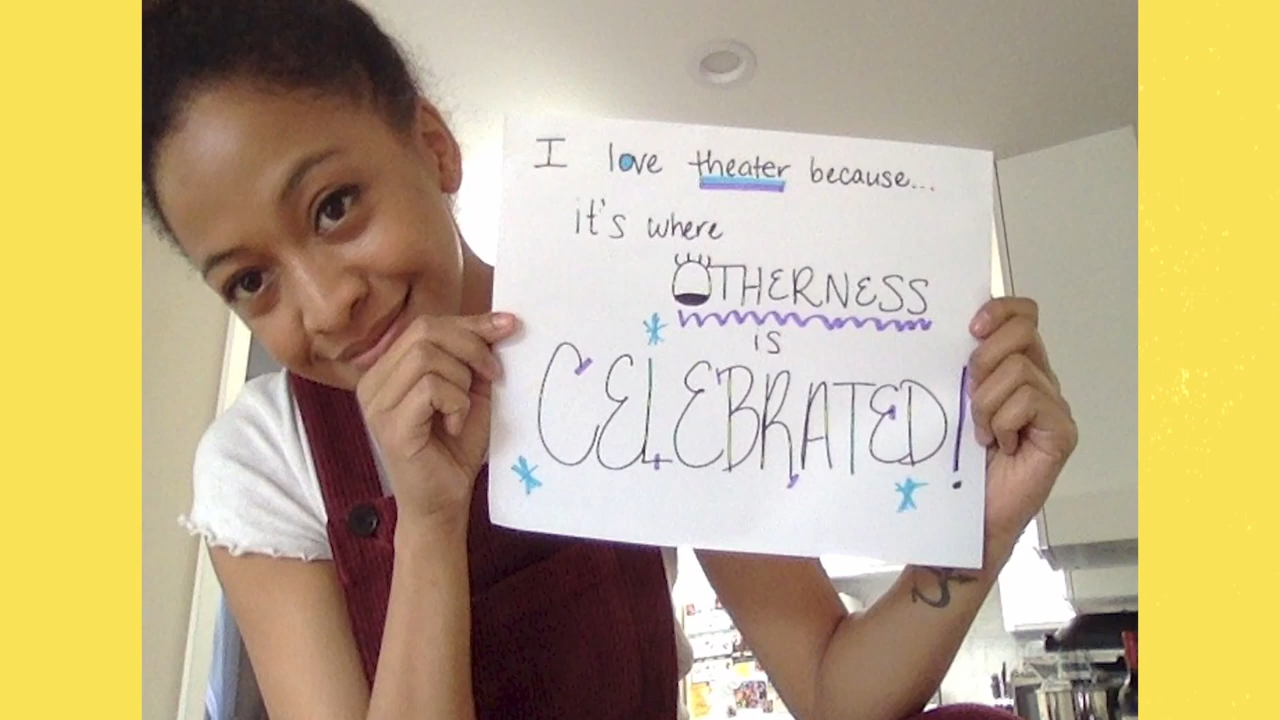 I love theater because...
it's where
OTHERNESS
is
CELEBRATED!